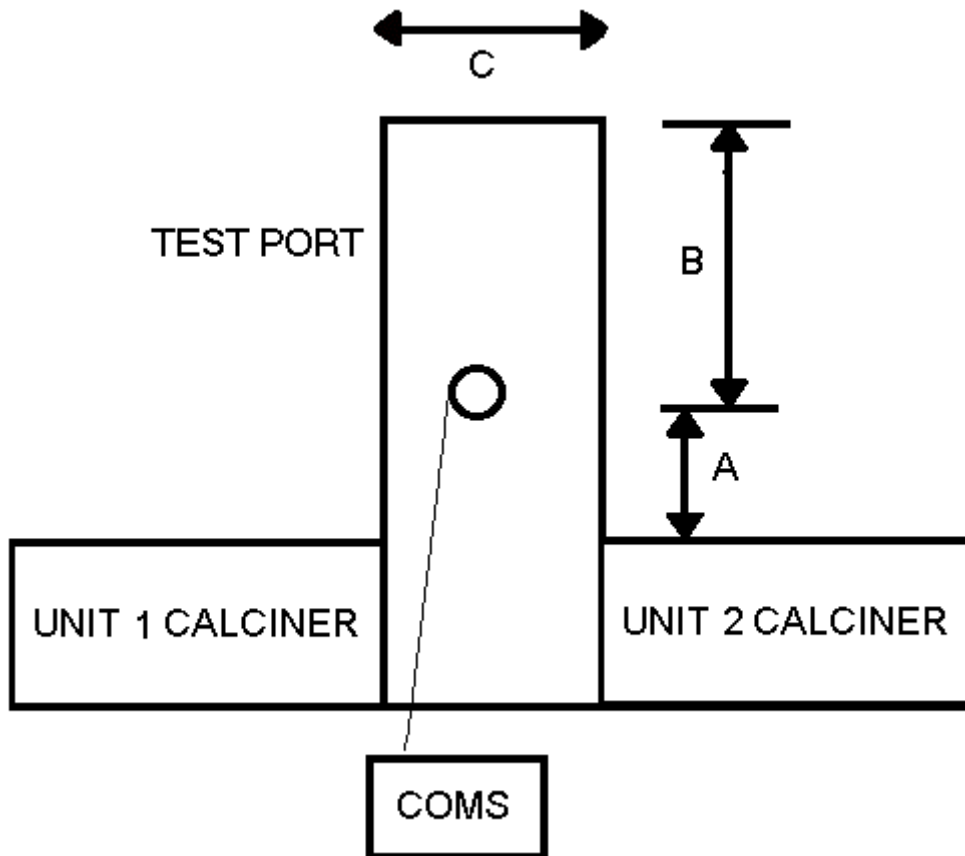 C
TEST PORT
B
A
UNIT 1 CALCINER
UNIT 2 CALCINER
COMS